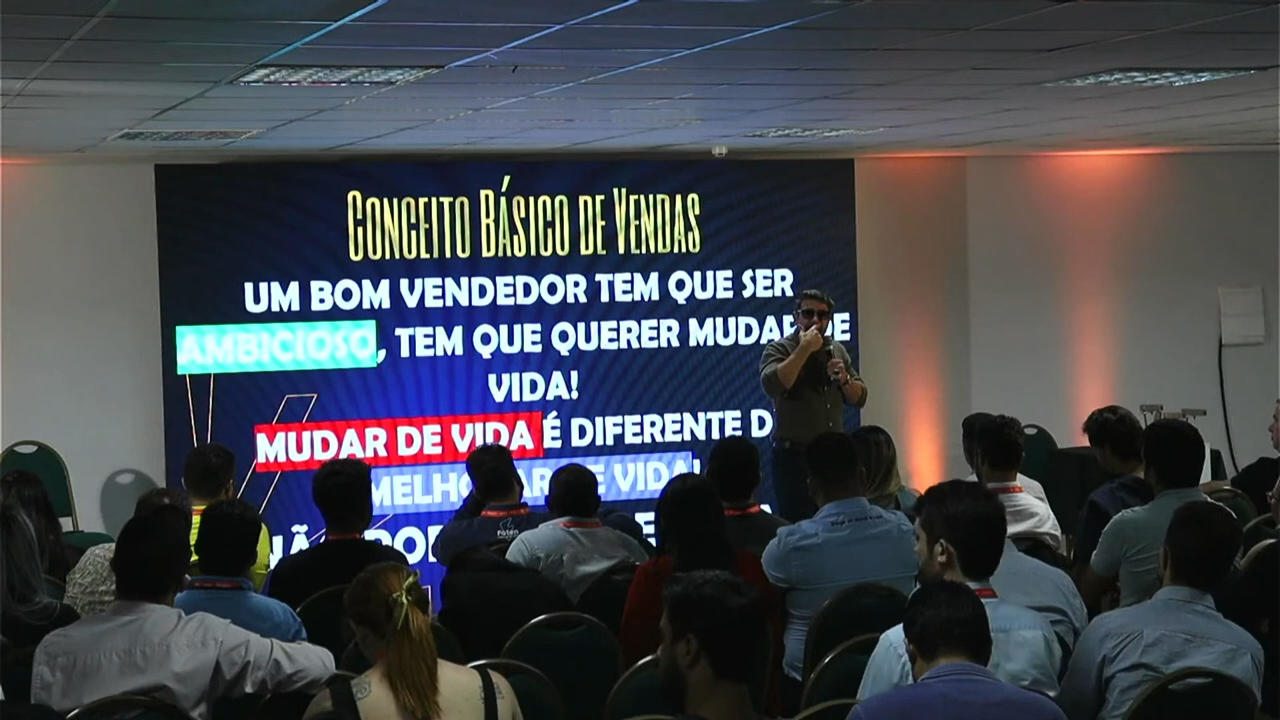 CONCEITO BÁSICO DE VENDAS
UM BOM VENDEDOR TEM QUE SER
AMBICIOSO, TEM QUE QUERER MUDAR DE
VIDA!
MUDAR DE VIDA É DIFERENTE
VIDA!